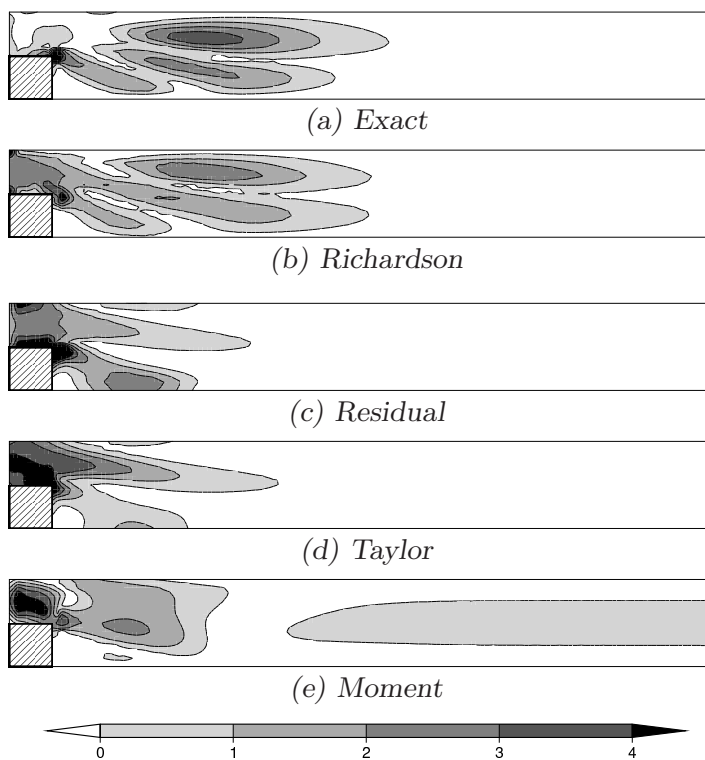 (a) Exact
(b) Richardson
(c) Residual
(d) Taylor
(e) Moment
0 1 2 3 4